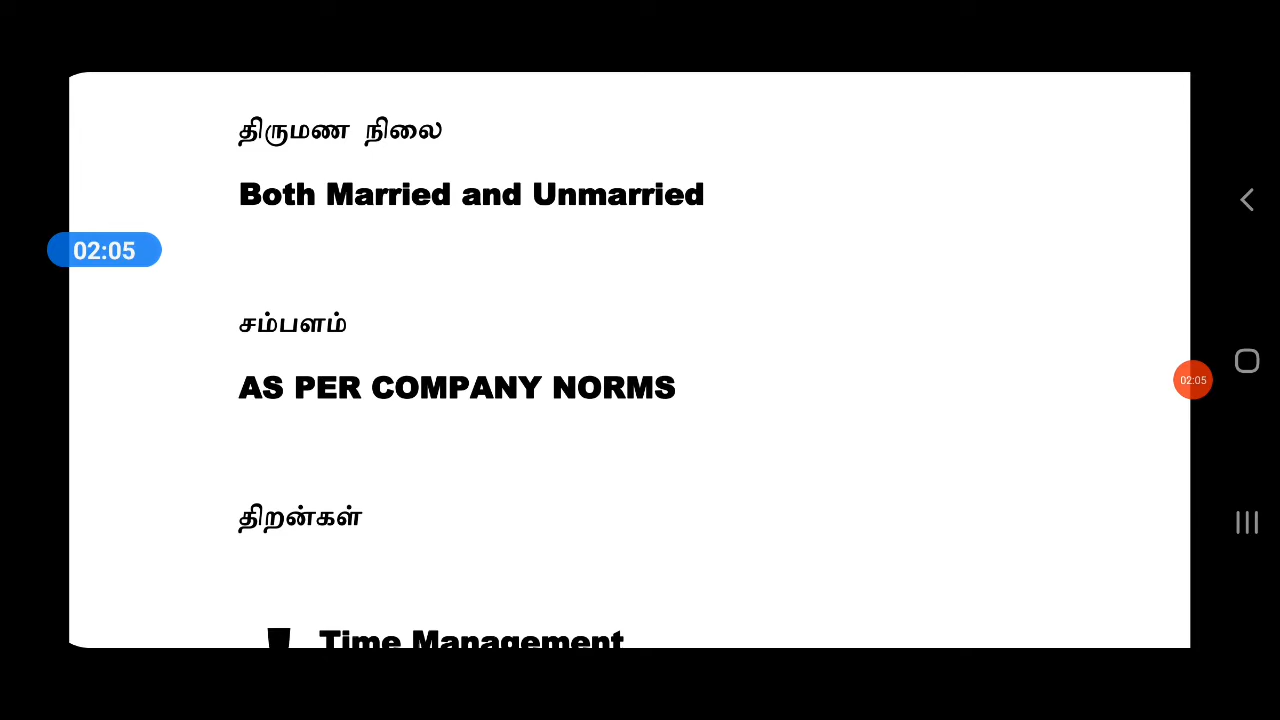 திருமண நிலை
Both Married and Unmarried
02:05
சம்பளம்
AS PER COMPANY NORMS
02:05
திறன்கள்
Time Management